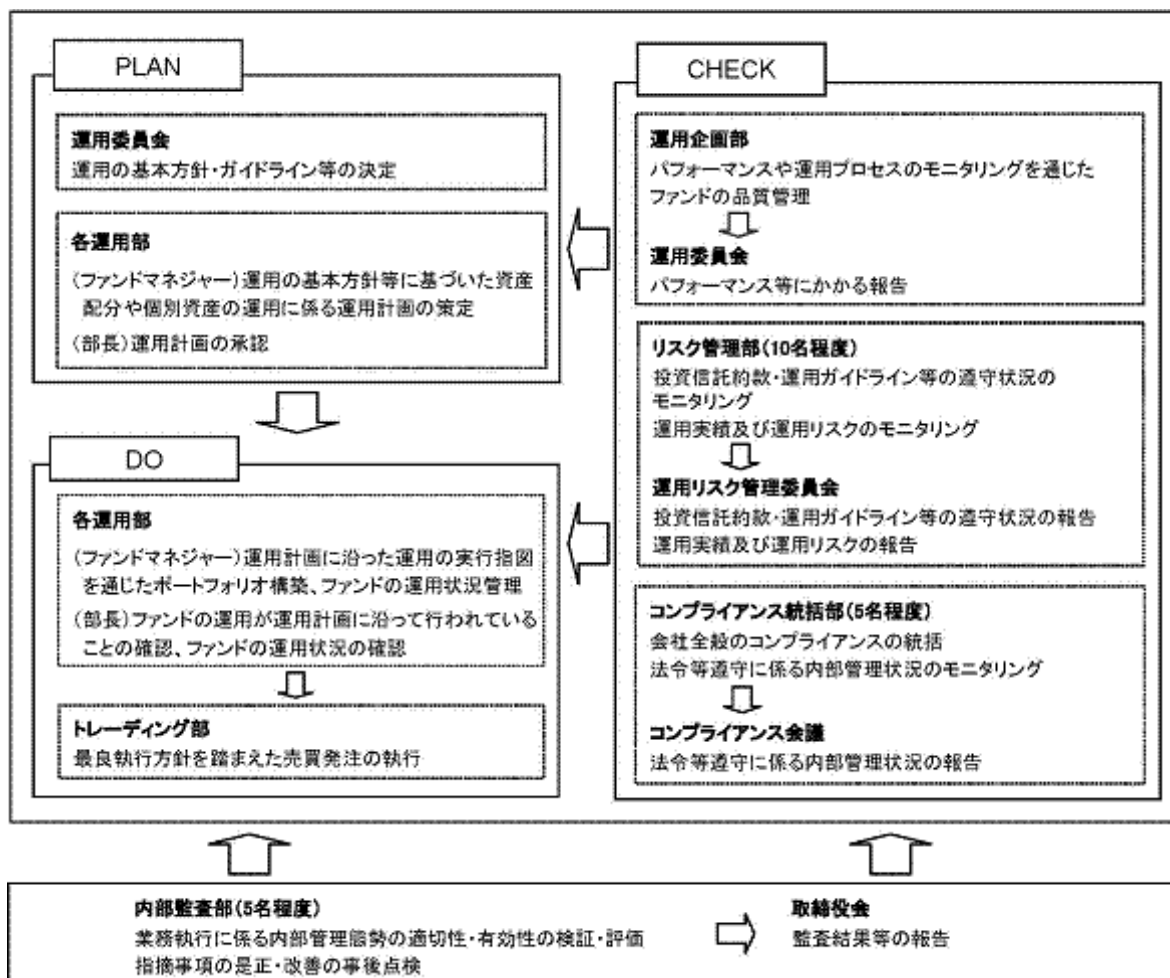 PLAN
運用委員会
運用の基本方針・ガイドライン等の決定
各運用部
(ファンドマネジャー)運用の基本方針等に基づいた資産
配分や個別資産の運用に係る運用計画の策定
(部長)運用計画の承認
DO
各運用部
(ファンドマネジャー)運用計画に沿った運用の実行指図
を通じたポートフォリオ構築、ファンドの運用状況管理
(部長)ファンドの運用が運用計画に沿って行われている
ことの確認、ファンドの運用状況の確認
トレーディング部
最良執行方針を踏まえた売買発注の執行
CHECK
運用企画部
パフォーマンスや運用プロセスのモニタリングを通じた
ファンドの品質管理
運用委員会
パフォーマンス等にかかる報告
リスク管理部(10名程度)
投資信託約款・運用ガイドライン等の遵守状況の
モニタリング
運用実績及び運用リスクのモニタリング
運用リスク管理委員会
投資信託約款・運用ガイドライン等の遵守状況の報告
運用実績及び運用リスクの報告
コンプライアンス統括部(5名程度)
会社全般のコンプライアンスの統括
法令等遵守に係る内部管理状況のモニタリング
コンプライアンス会議
法令等遵守に係る内部管理状況の報告
内部監査部(5名程度)
業務執行に係る内部管理態勢の適切性・有効性の検証・評価
指摘事項の是正・改善の事後点検
取締役会
監査結果等の報告